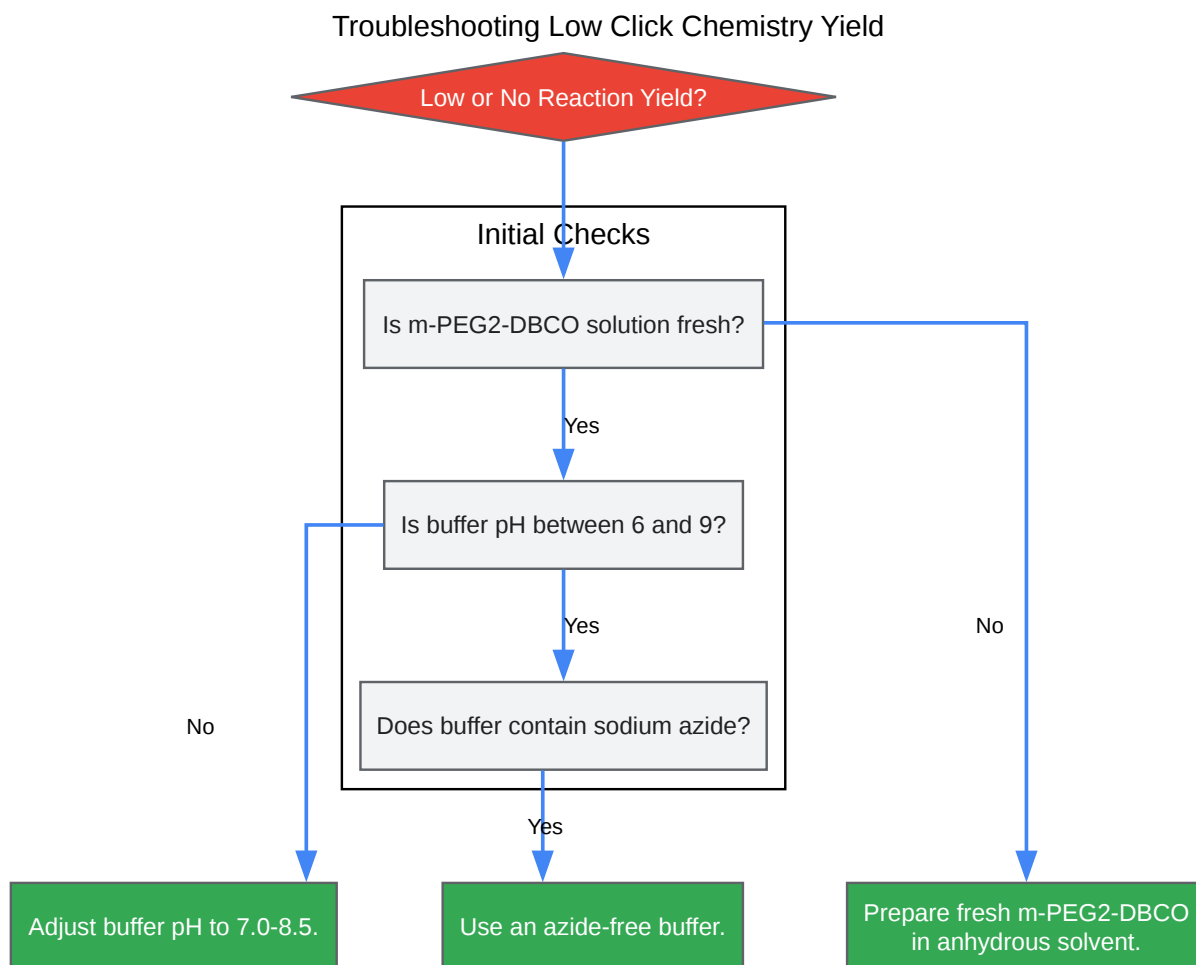 Troubleshooting Low Click Chemistry Yield
Low or No Reaction Yield?
Initial Checks
Is m-PEG2-DBCO solution fresh?
Yes
Is buffer pH between 6 and 9?
Yes
No
Does buffer contain sodium azide?
No
Yes
Adjust buffer pH to 7.0-8.5.
Use an azide-free buffer.
Prepare fresh m-PEG2-DBCO
in anhydrous solvent.